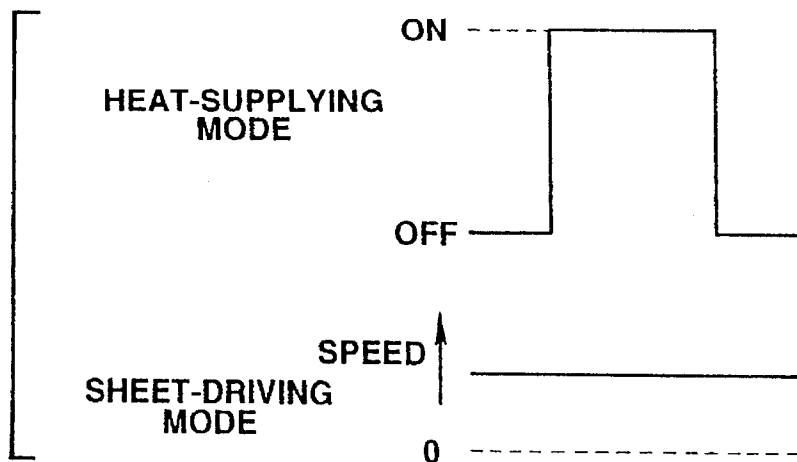 ON
HEAT-SUPPLYING
MODE
OFF
SPEED
SHEET-DRIVING
MODE
0